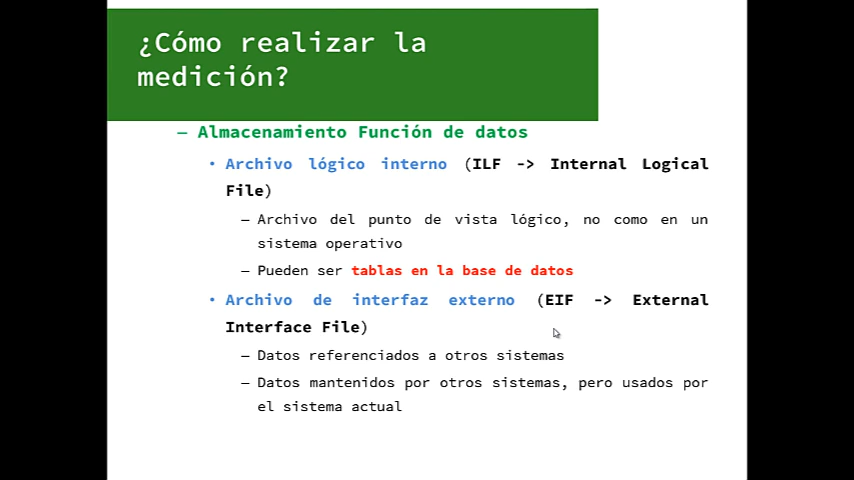 ¿Cómo realizar la
medición?
– Almacenamiento Función de datos
• Archivo lógico interno (ILF -> Internal Logical
File)
– Archivo del punto de vista lógico, no como en un
sistema operativo
– Pueden ser tablas en la base de datos
• Archivo de interfaz externo (EIF -> External
Interface File)
– Datos referenciados a otros sistemas
– Datos mantenidos por otros sistemas, pero usados por
el sistema actual